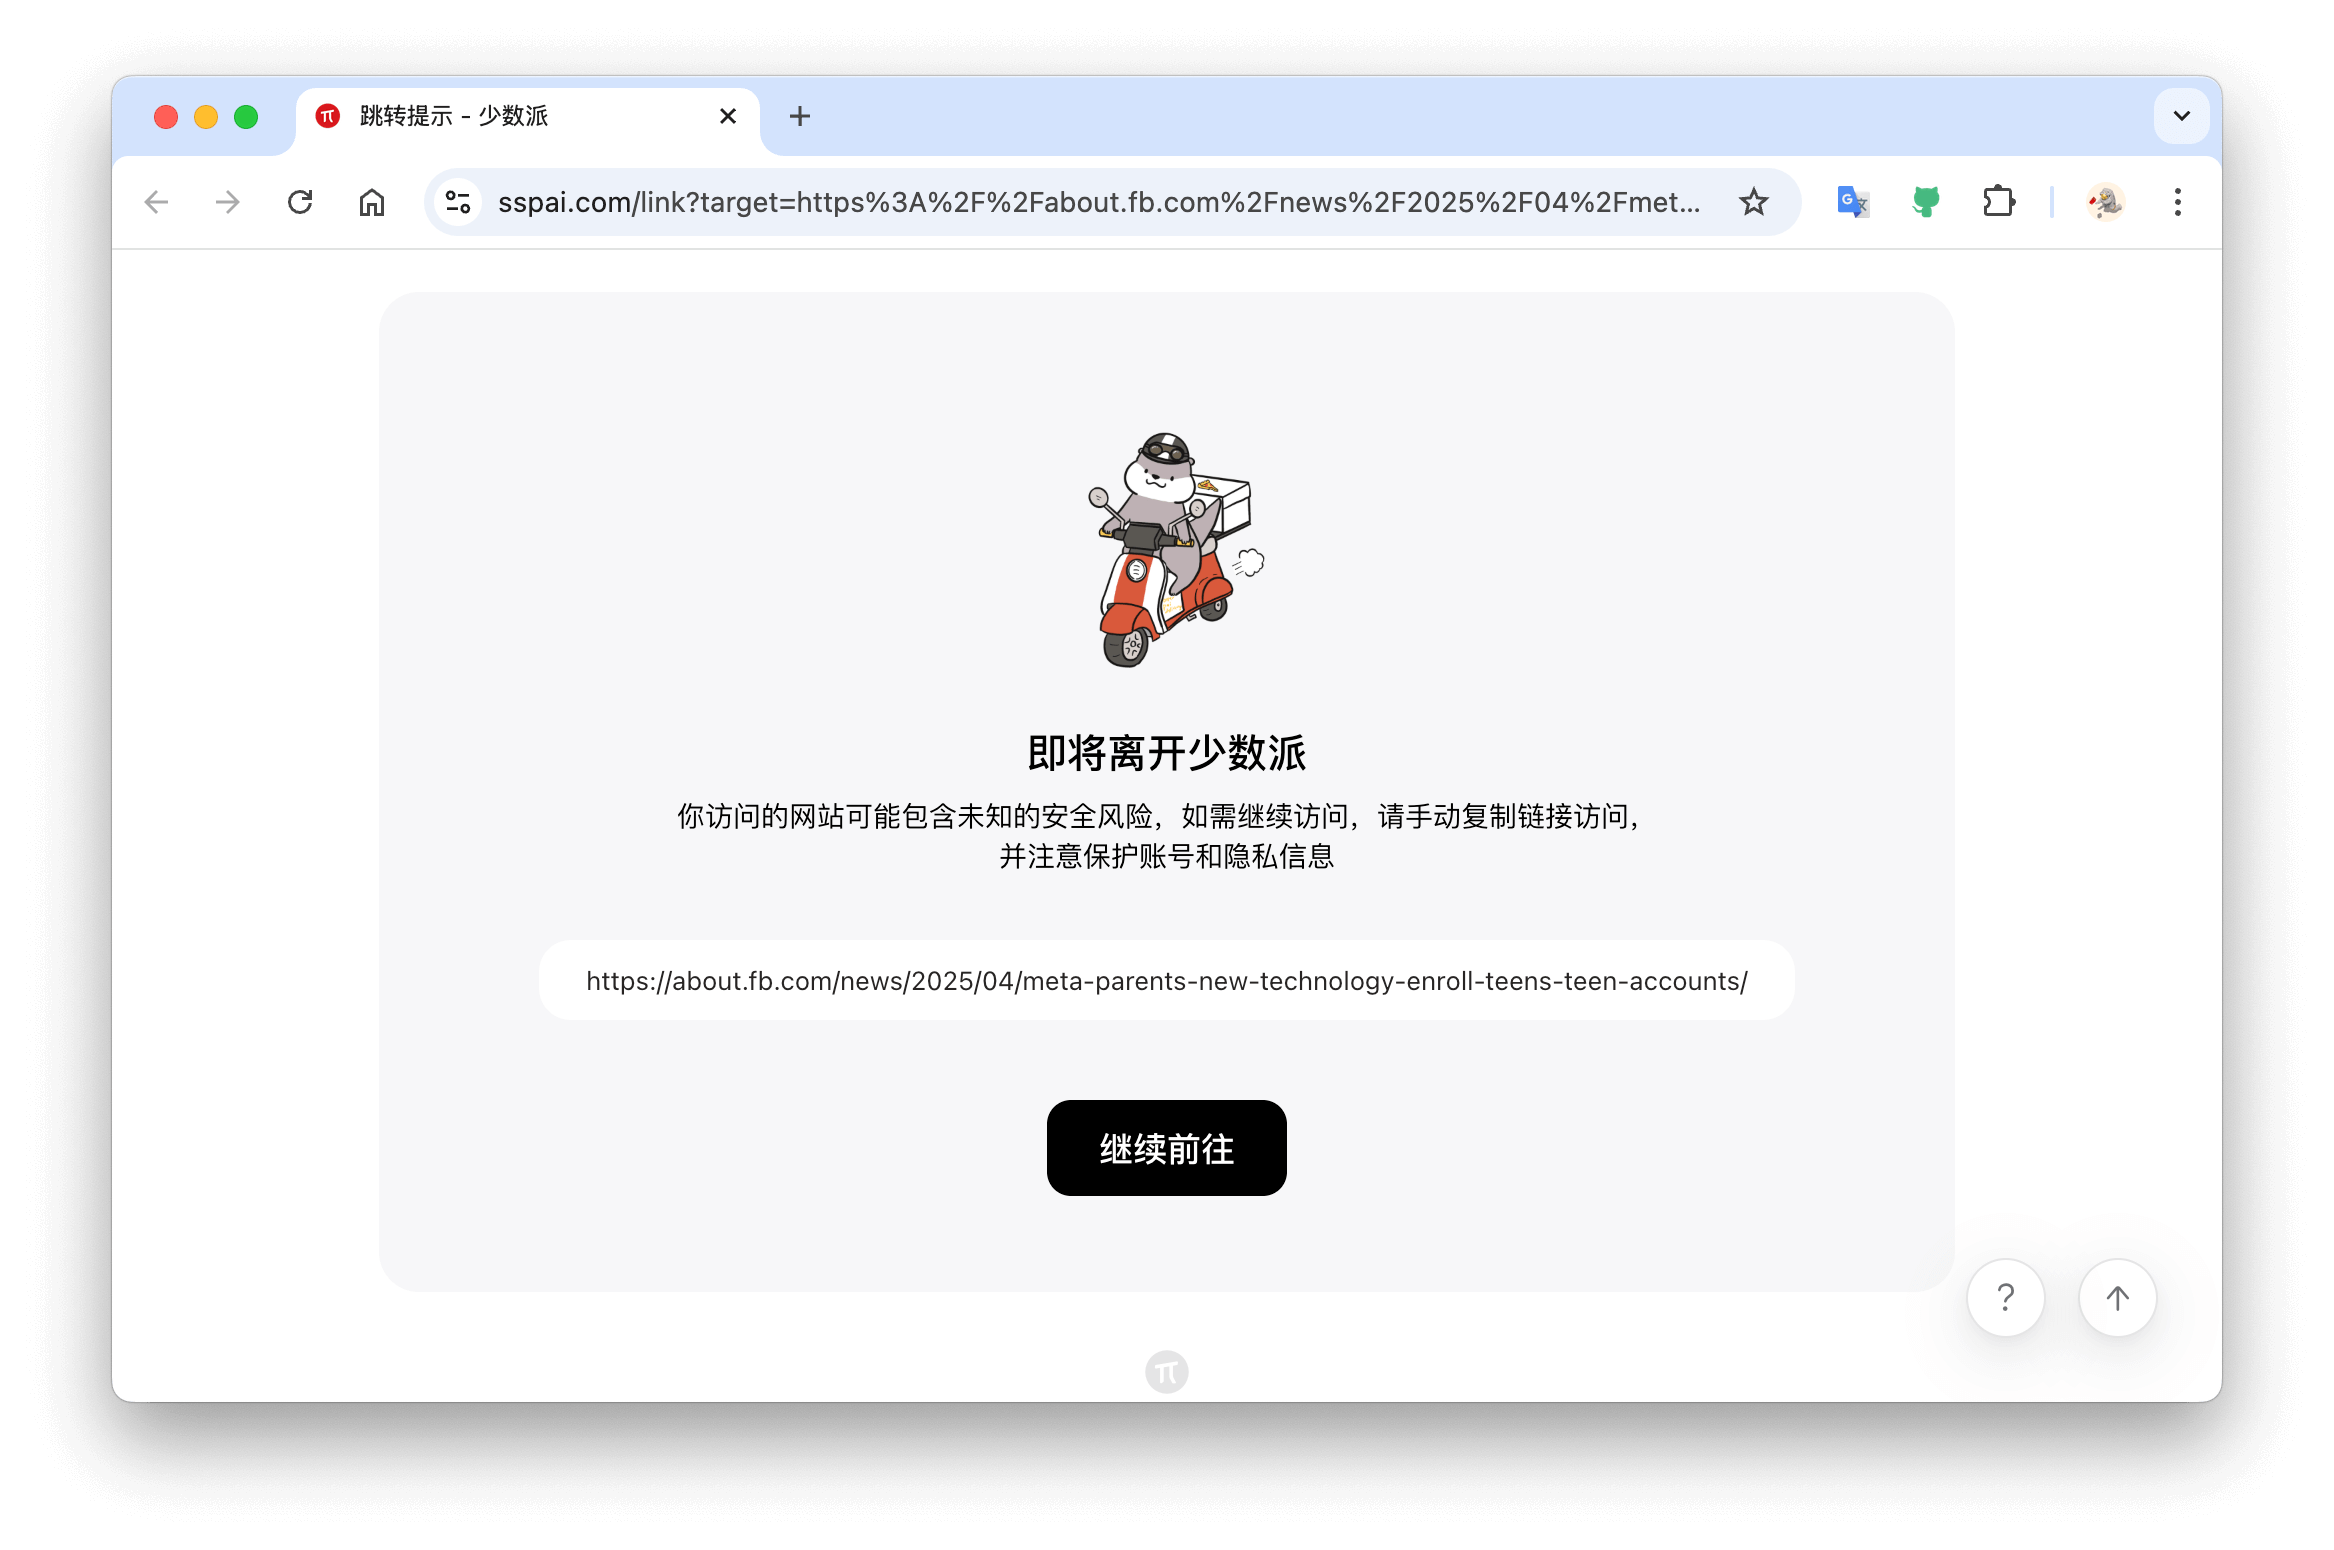 跳转提示 - 少数派
sspai.com/link?target=https%3A%2F%2Fabout.fb.com%2Fnews%2F2025%2F04%2Fmet...
即将离开少数派
你访问的网站可能包含未知的安全风险，如需继续访问，请手动复制链接访问，
并注意保护账号和隐私信息
https://about.fb.com/news/2025/04/meta-parents-new-technology-enroll-teens-teen-accounts/
继续前往
?